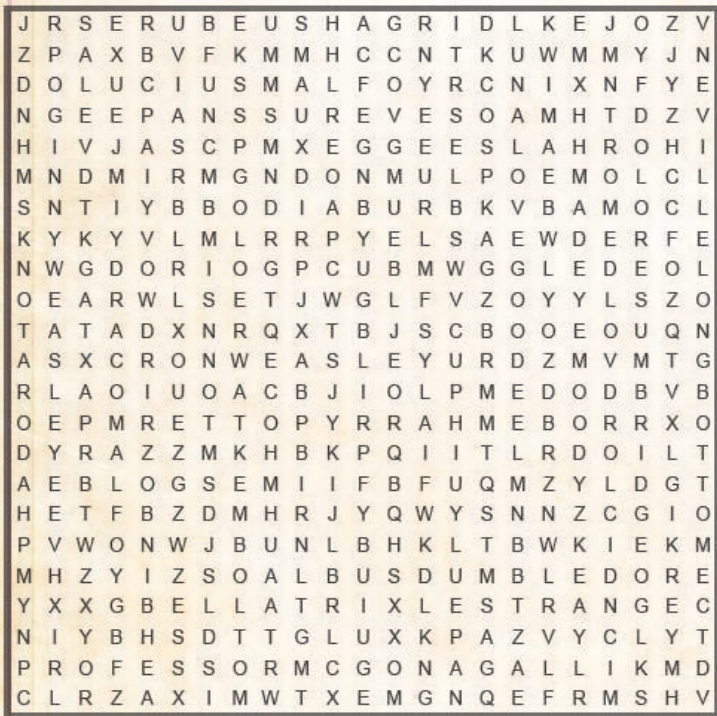 J R S E R U B E U S H A G R I D L K E J O Z V
Z P A X B V F K M M H C C N T K U W M M Y J N
D O L U C I U S M A L F O Y R C N I X N F Y E
N G E E P A N S S U R E V E S O A M H T D Z V
H I V J A S C P M X E G G E E S L A H R O H I
M N D M I R M G N D O N M U L P O E M O L C L
S N T I Y B B O D I A B U R B K V B A M O C L
K Y K Y V L M L R R P Y E L S A E W D E R F E
N W G D O R I O G P C U B M W G G L E D E O L
O E A R W L S E T J W G L F V Z O Y Y L S Z O
T A T A D X N R Q X T B J S C B O O E O U Q N
A S X C R O N W E A S L E Y U R D Z M V M T G
R L A O I U O A C B J I O L P M E D O D B V B
O E P M R E T T O P Y R R A H M E B O R R X O
D Y R A Z Z M K H B K P Q I I T L R D O I L T
A E B L O G S E M I I F B F U Q M Z Y L D G T
H E T F B Z D M H R J Y Q W Y S N N Z C G I O
P V W O N W J B U N L B H K L T B W K I E K M
M H Z Y I Z S O A L B U S D U M B L E D O R E
Y X X G B E L L A T R I X L E S T R A N G E C
N I Y B H S D T T G L U X K P A Z V Y C L Y T
P R O F E S S O R M C G O N A G A L L I K M D
C L R Z A X I M W T X E M G N Q E F R M S H V